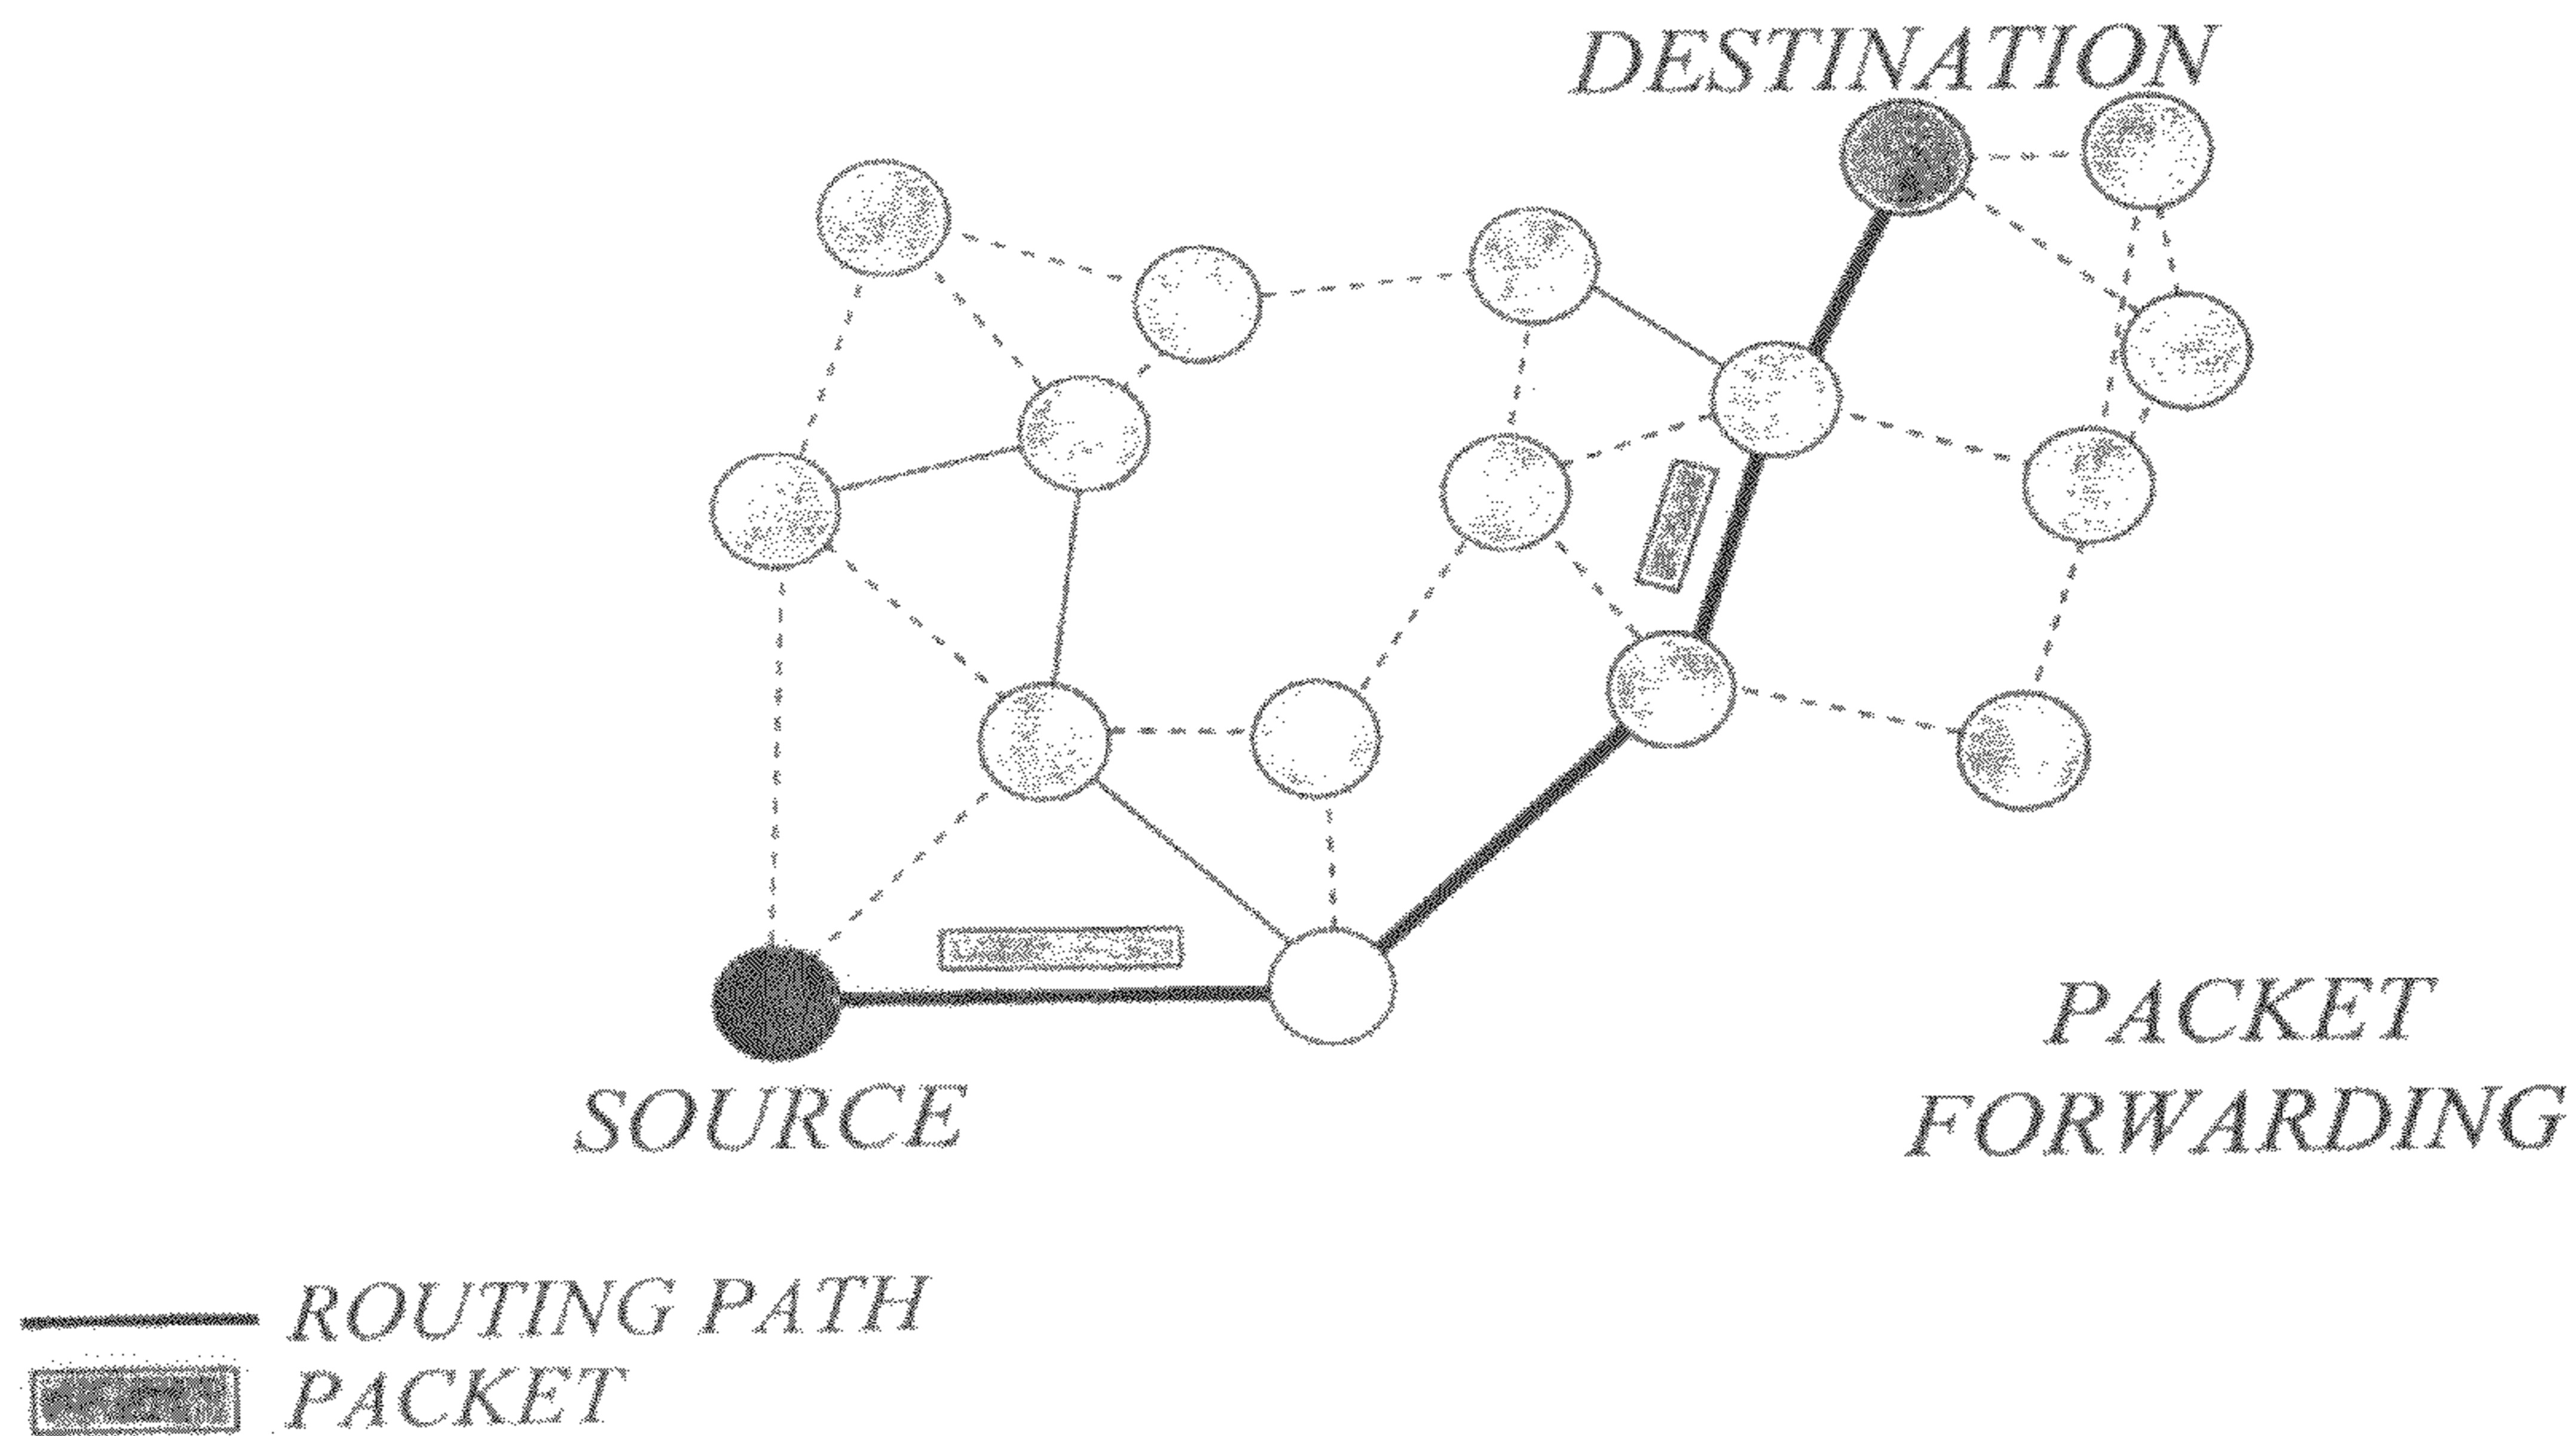 DESTINATION
SOURCE
PACKET
FORWARDING
ROUTING PATH
PACKET